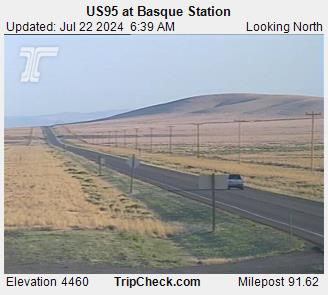 US95 at Basque Station
Updated: Jul 22 2024 6:39 AM Looking North
Elevation 4460 TripCheck.com Milepost 91.62